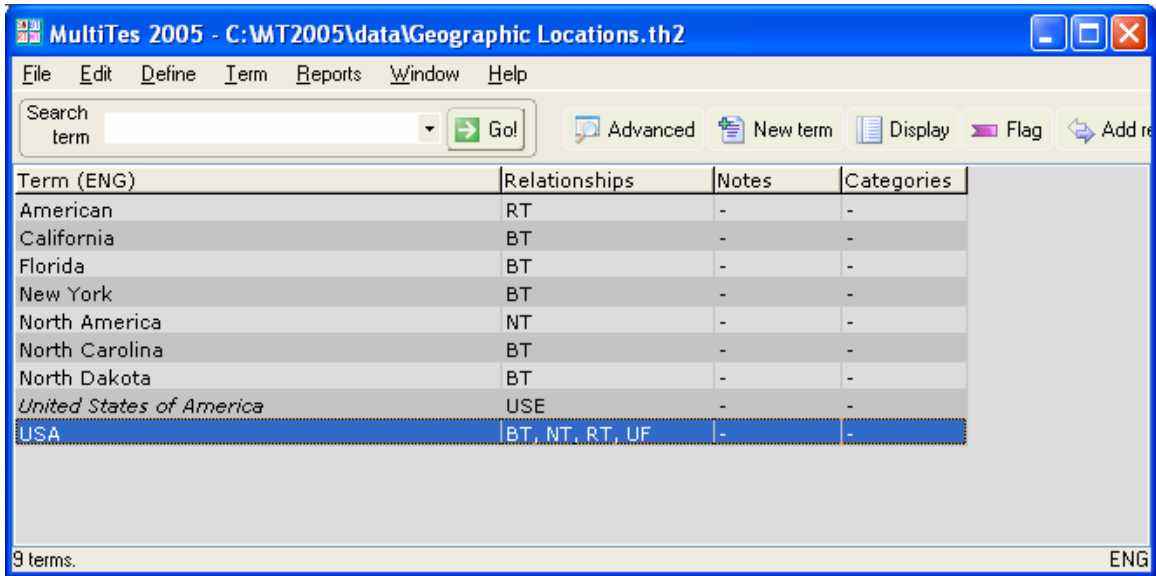 MultiTes 2005 - C:\MT2005\data\Geographic Locations.th2
File Edit Define Term Reports Window Help
Search term Go! Advanced New term Display Flag Add re
Term (ENG) Relationships Notes Categories
American RT - -
California BT - -
Florida BT - -
New York BT - -
North America NT - -
North Carolina BT - -
North Dakota BT - -
United States of America USE - -
USA BT, NT, RT, UF - -
9 terms. ENG